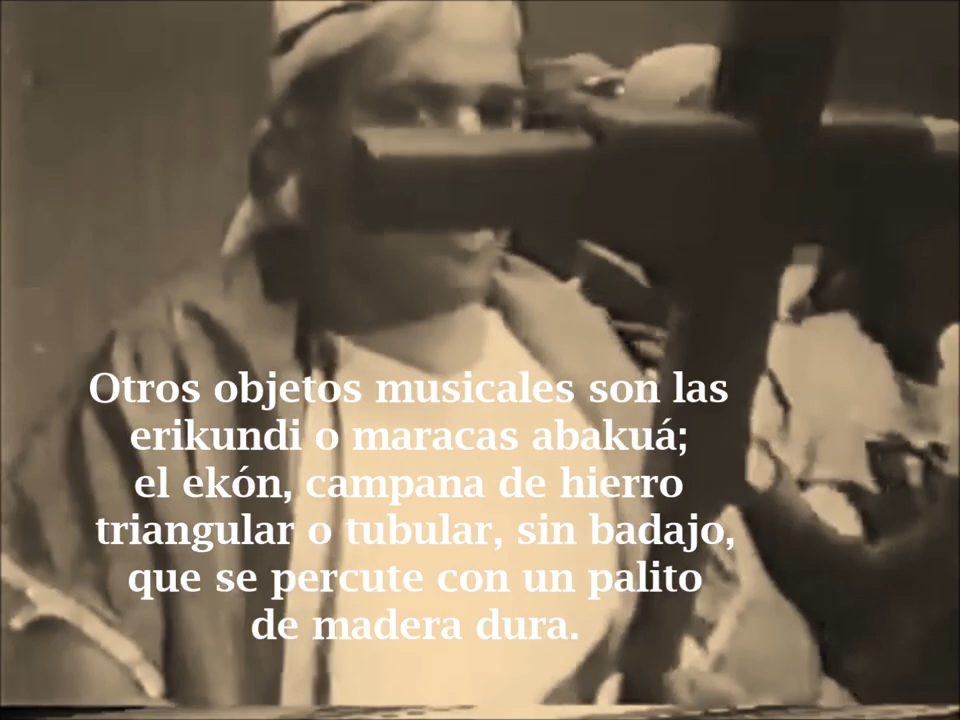 Otros objetos musicales son las
erikundi o maracas abakuá;
el ekón, campana de hierro
triangular o tubular, sin badajo,
que se percute con un palito
de madera dura.